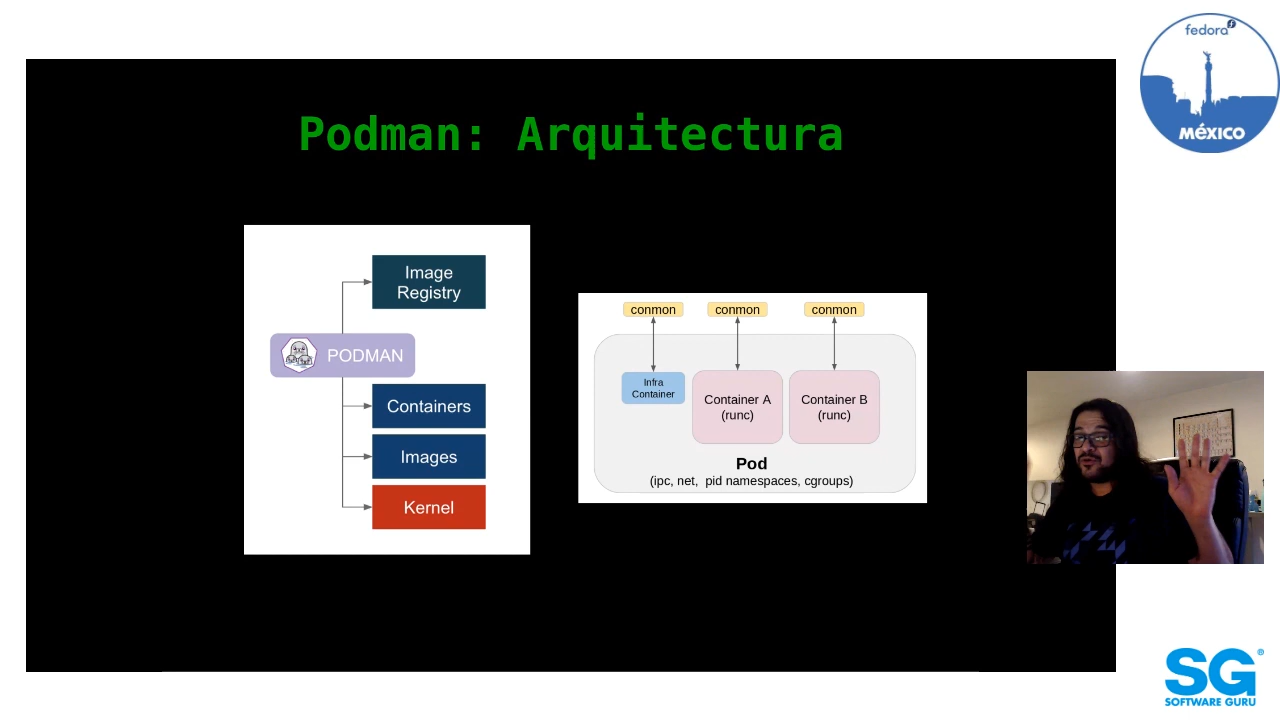 fedora
MÉXICO
Podman: Arquitectura
Image
Registry
PODMAN
Containers
Images
Kernel
conmon
conmon
conmon
Infra
Container
Container A
(runc)
Container B
(runc)
Pod
(ipc, net, pid namespaces, cgroups)
SG®
SOFTWARE GURU